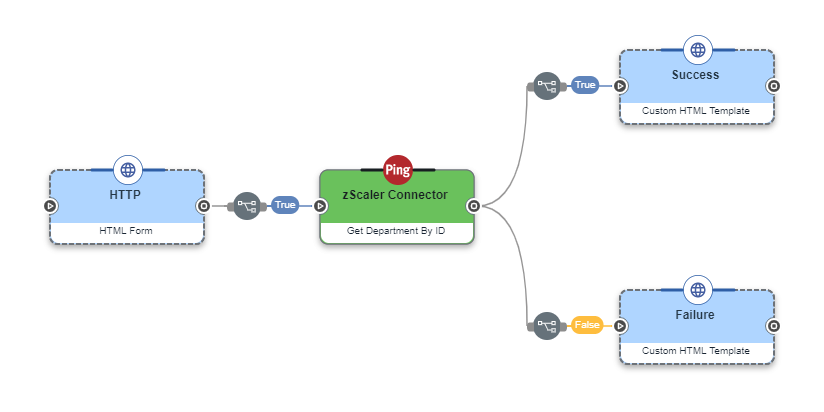 HTTP
HTML Form
True
Ping
zScaler Connector
Get Department By ID
True
Success
Custom HTML Template
False
Failure
Custom HTML Template